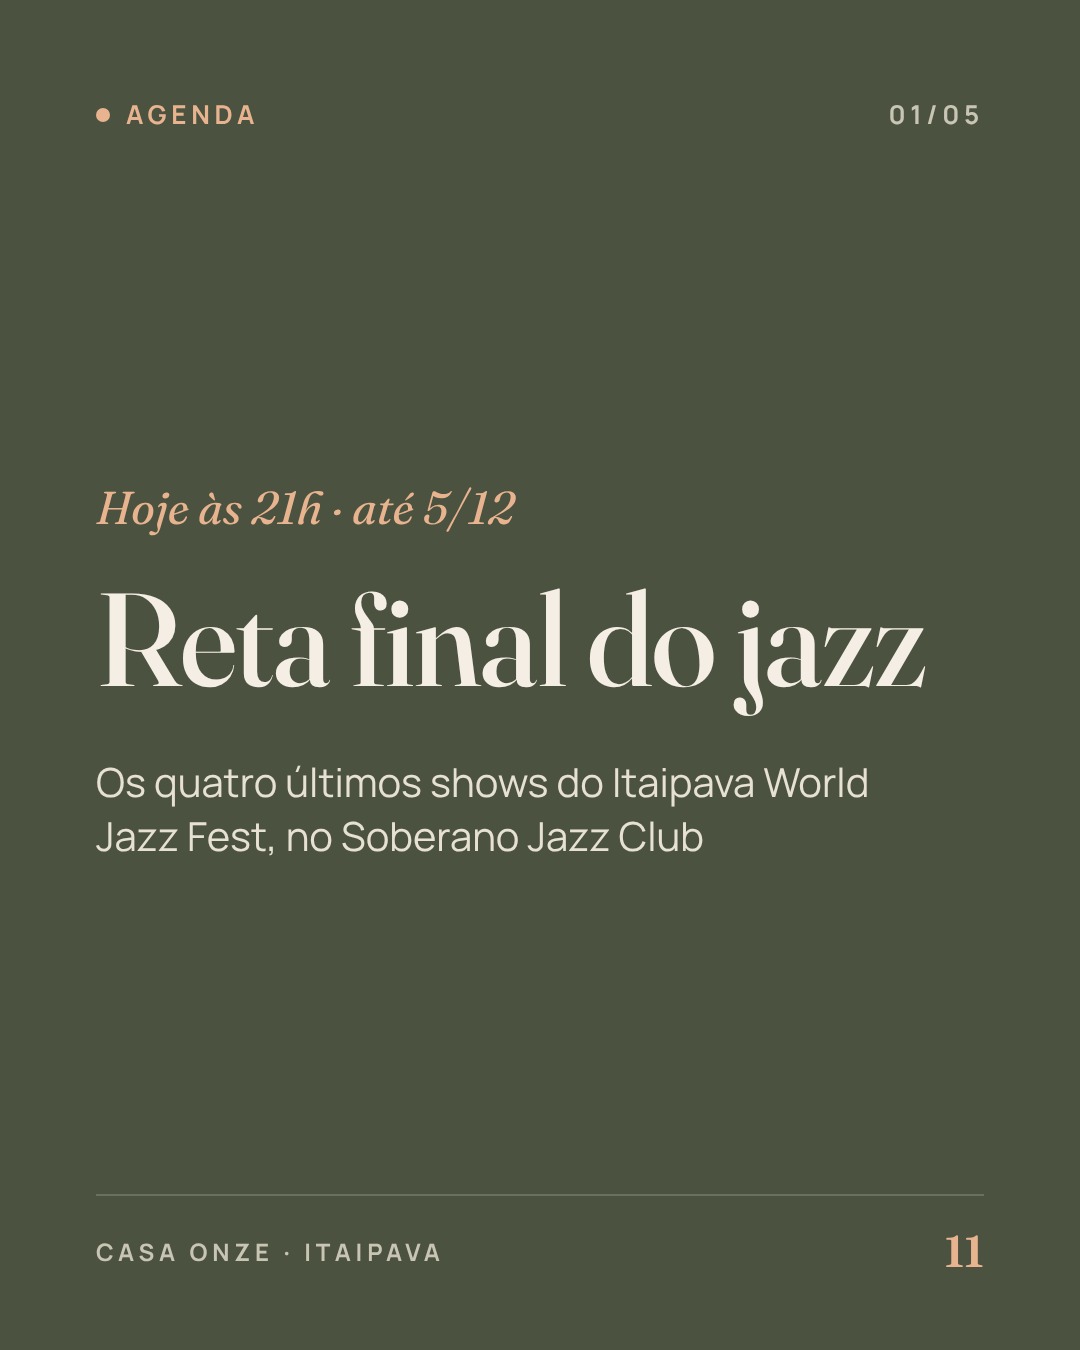 AGENDA
01/05
Hoje às 21h · até 5/12
Reta final do jazz
Os quatro últimos shows do Itaipava World
Jazz Fest, no Soberano Jazz Club
CASA ONZE · ITAIPAVA
11